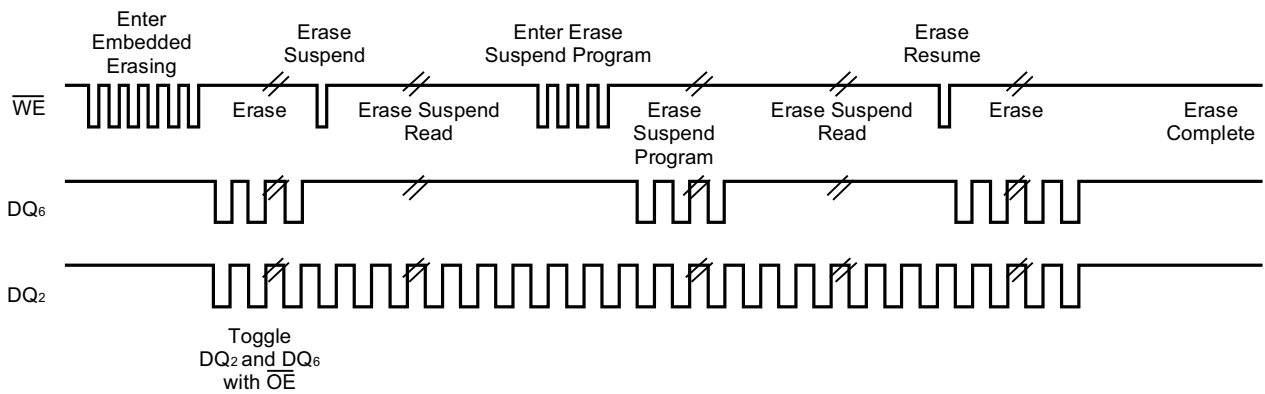 Enter
Embedded
Erasing
Erase
Suspend
Enter Erase
Suspend Program
Erase
Resume
WE
Erase
Erase Suspend
Read
Erase
Suspend
Program
Erase Suspend
Read
Erase
Erase
Complete
DQ6
DQ2
Toggle
DQ2 and DQ6
with OE